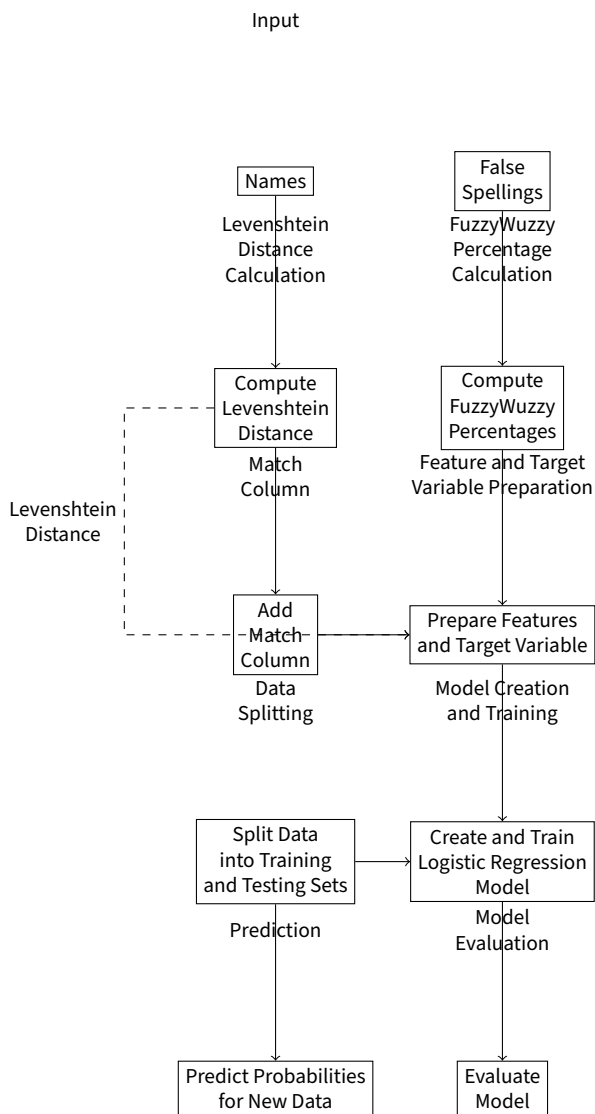 Input
Names
False
Spellings
Levenshtein
Distance
Calculation
FuzzyWuzzy
Percentage
Calculation
Compute
Levenshtein
Distance
Compute
FuzzyWuzzy
Percentages
Match
Column
Feature and Target
Variable Preparation
Levenshtein
Distance
Add
Match
Column
Prepare Features
and Target Variable
Data
Splitting
Model Creation
and Training
Split Data
into Training
and Testing Sets
Create and Train
Logistic Regression
Model
Prediction
Model
Evaluation
Predict Probabilities
for New Data
Evaluate
Model